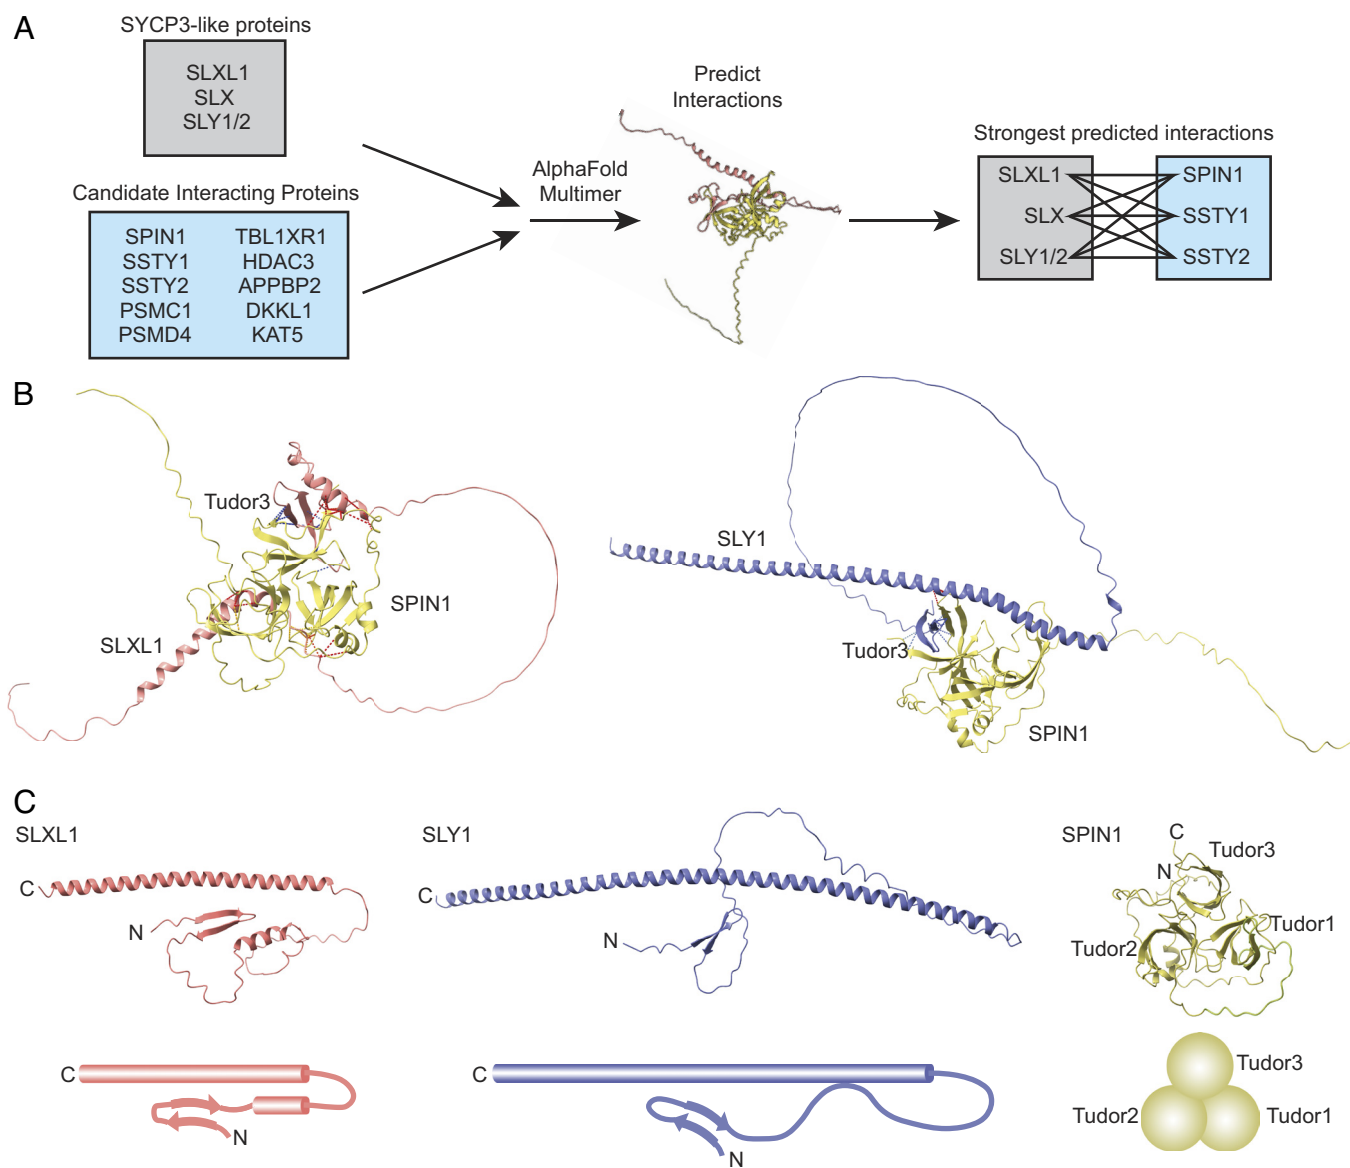 A
SYCP3-like proteins
SLXL1
SLX
SLY1/2
Candidate Interacting Proteins
SPIN1 TBL1XR1
SSTY1 HDAC3
SSTY2 APPBP2
PSMC1 DKKL1
PSMD4 KAT5
AlphaFold
Multimer
Predict
Interactions
Strongest predicted interactions
SLXL1 SPIN1
SLX SSTY1
SLY1/2 SSTY2
B
Tudor3
SPIN1
SLXL1
SLY1
Tudor3
SPIN1
C
SLXL1
C
N
SLY1
C
N
SPIN1
C
N
Tudor3
Tudor2
Tudor1
C
N
C
N
Tudor3
Tudor2
Tudor1